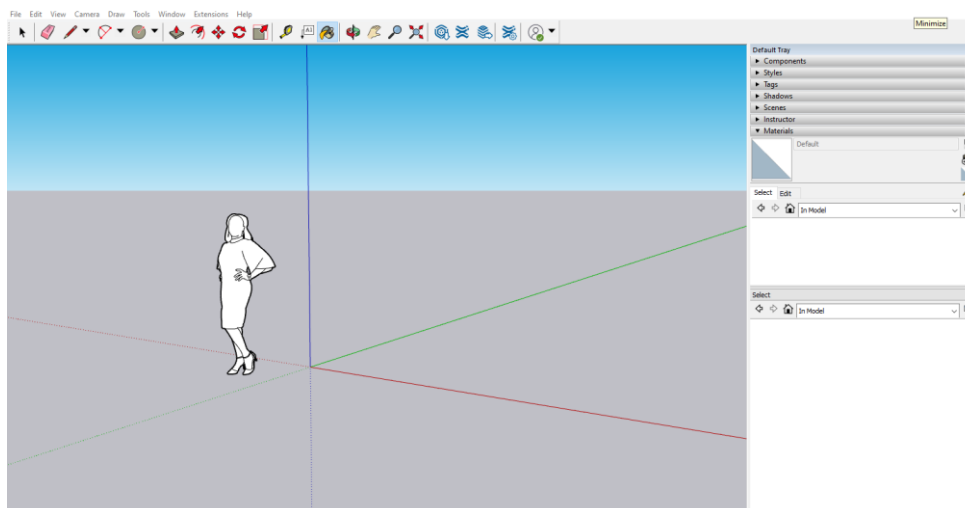 File Edit View Camera Draw Tools Window Extensions Help
Minimize
A1
Default Tray
Components
Styles
Tags
Shadows
Scenes
Instructor
Materials
Default
Select Edit
In Model
Select
In Model